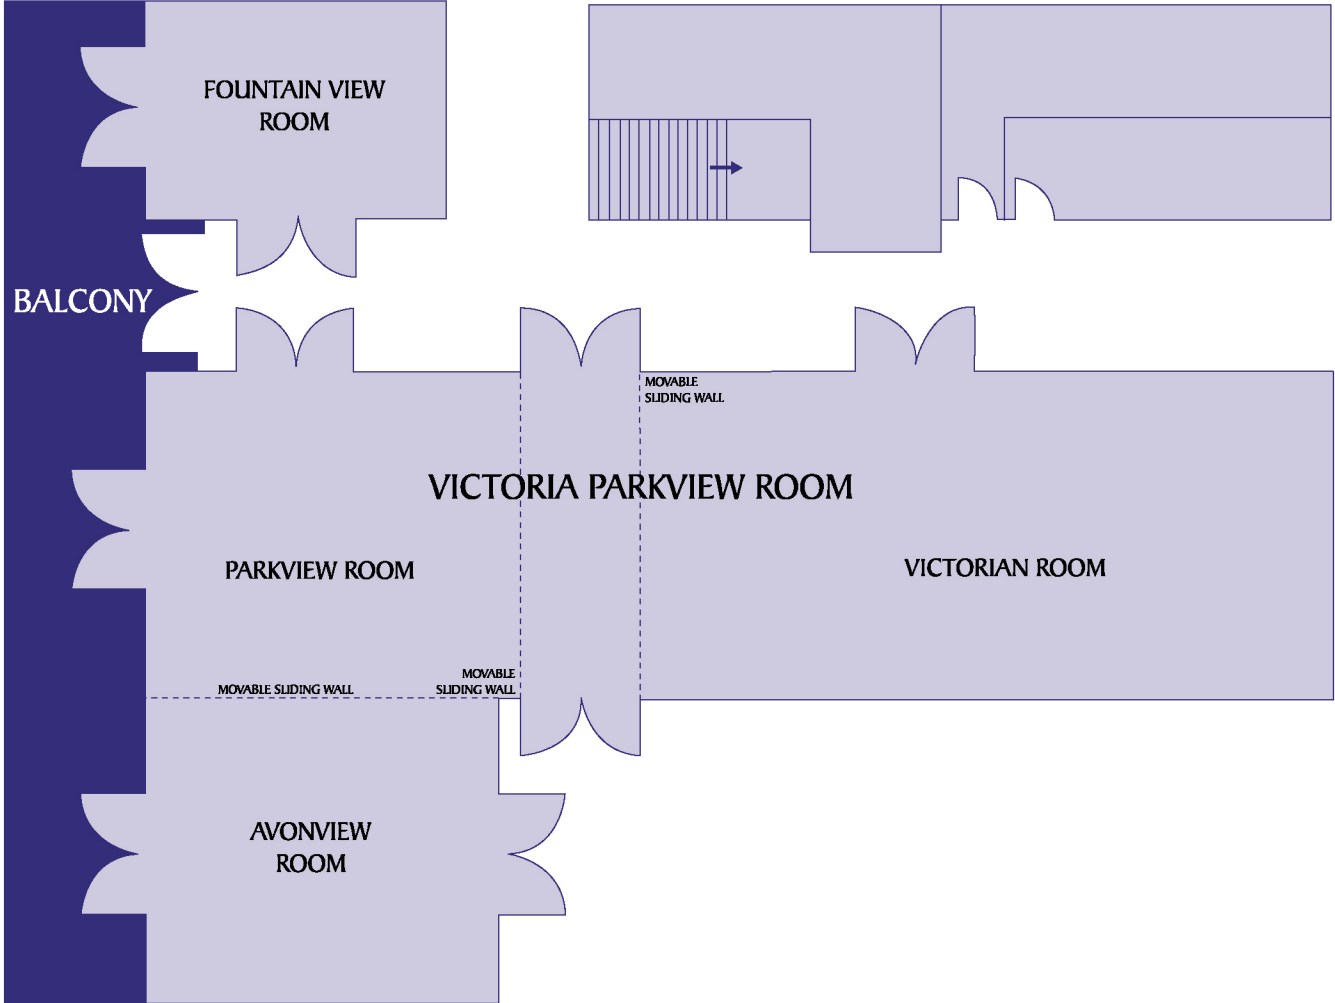 FOUNTAIN VIEW
ROOM
BALCONY
MOVABLE
SLIDING WALL
VICTORIA PARKVIEW ROOM
PARKVIEW ROOM
VICTORIAN ROOM
MOVABLE
SLIDING WALL
MOVABLE SLIDING WALL
AVONVIEW
ROOM